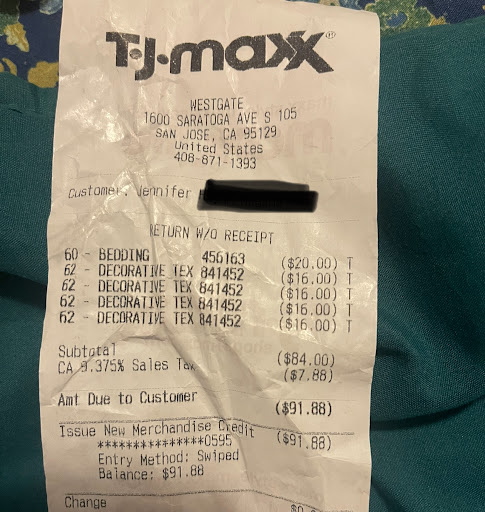 T·J·maxx®
WESTGATE
1600 SARATOGA AVE S 105
SAN JOSE, CA 95129
United States
408-871-1393
Customer: Jennifer
RETURN W/O RECEIPT
60 - BEDDING 456163 ($20.00) T
62 - DECORATIVE TEX 841452 ($16.00) T
62 - DECORATIVE TEX 841452 ($16.00) T
62 - DECORATIVE TEX 841452 ($16.00) T
62 - DECORATIVE TEX 841452 ($16.00) T
Subtotal ($84.00)
CA 9.375% Sales Tax ($7.88)
Amt Due to Customer ($91.88)
Issue New Merchandise Credit ($91.88)
***************0595
Entry Method: Swiped
Balance: $91.88
Change